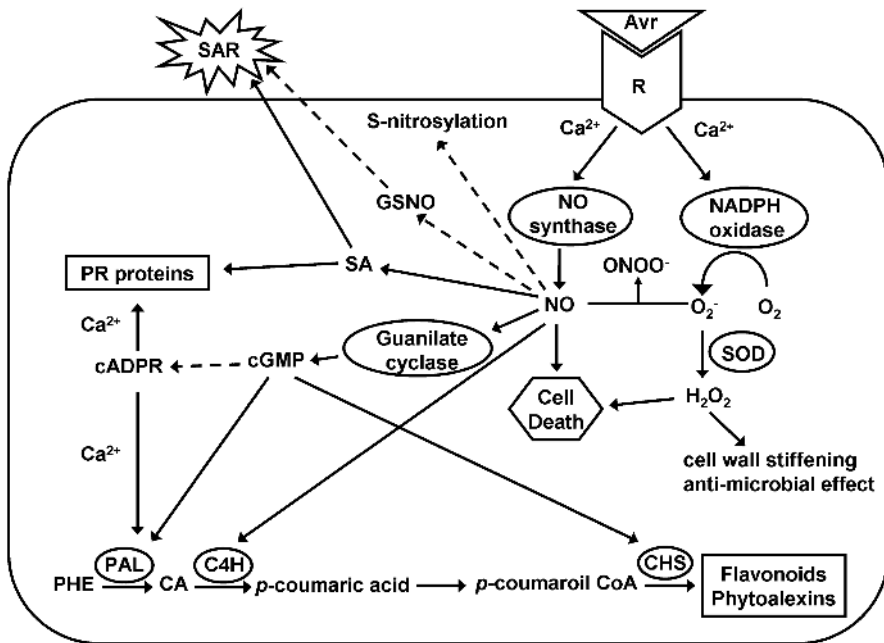 Avr
SAR
R
S-nitrosylation
Ca²⁺
Ca²⁺
GSNO
NO
synthase
NADPH
oxidase
PR proteins
SA
ONOO⁻
NO
O₂⁻
O₂
Ca²⁺
Guanilate
cyclase
SOD
cADPR
cGMP
Cell
Death
H₂O₂
Ca²⁺
cell wall stiffening
anti-microbial effect
PAL
C4H
CHS
PHE
CA
p-coumaric acid
p-coumaroil CoA
Flavonoids
Phytoalexins